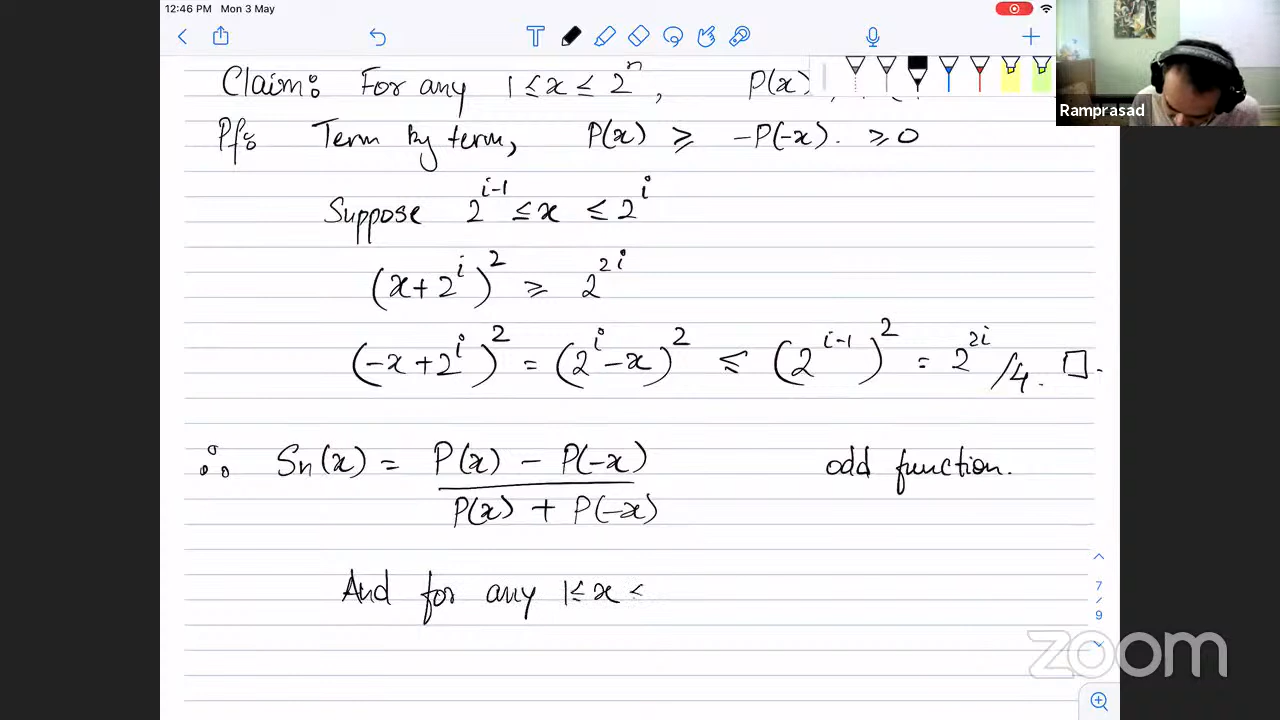 12:46 PM Mon 3 May
Claim: For any 1 ≤ x ≤ 2^n, P(x)
Ramprasad
Pf: Term by term, P(x) ≥ -P(-x). ≥ 0
Suppose 2^{i-1} ≤ x ≤ 2^i
(x+2^i)^2 ≥ 2^{2i}
(-x+2^i)^2 = (2^i-x)^2 ≤ (2^{i-1})^2 = 2^{2i}/4. □.
∴ Sn(x) = P(x) - P(-x) / P(x) + P(-x) odd function.
And for any 1 ≤ x <
7
/
9
zoom